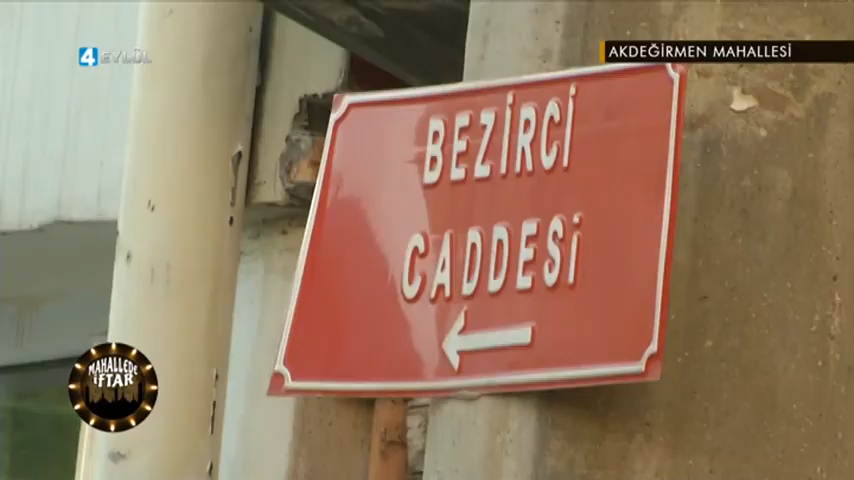 4 EYLÜL
AKDEĞİRMEN MAHALLESİ
BEZİRCİ
CADDESİ
MAHALLEDE
İFTAR